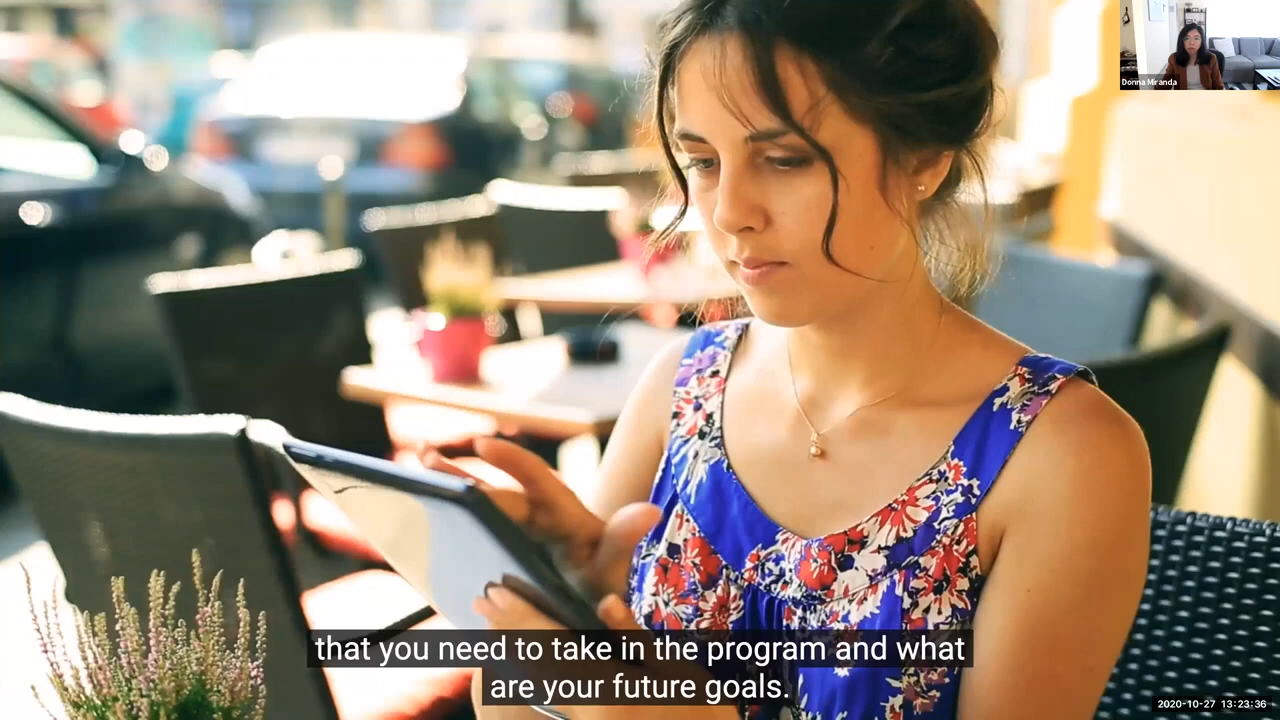 Donna Miranda
that you need to take in the program and what
are your future goals.
2020-10-27 13:23:36